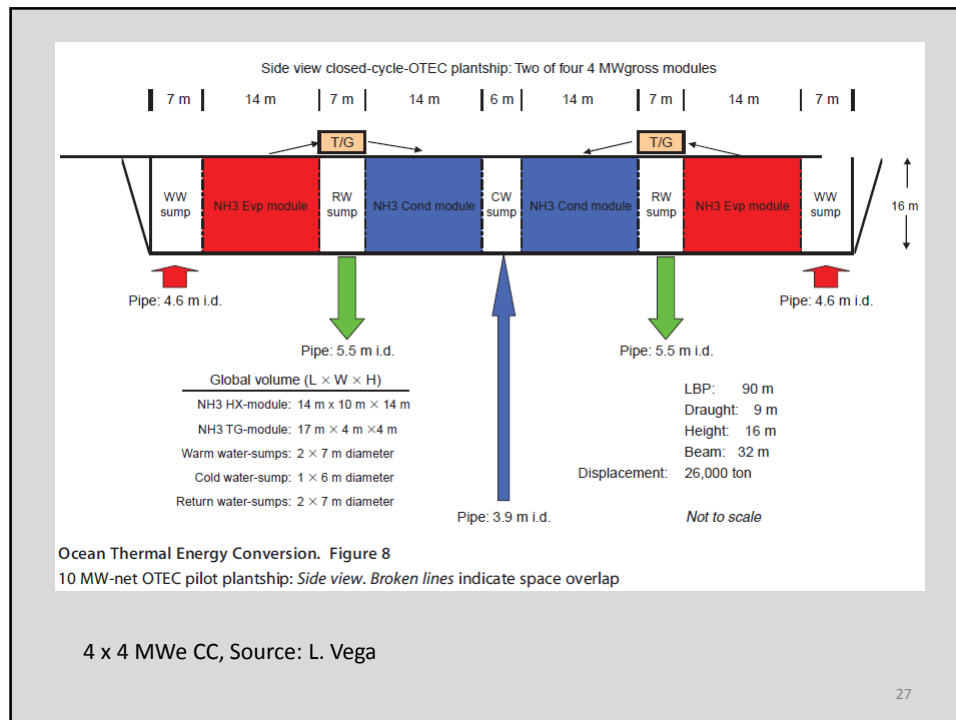 Side view closed-cycle-OTEC plantship: Two of four 4 MWgross modules
7 m 14 m 7 m 14 m 6 m 14 m 7 m 14 m 7 m
T/G T/G
WW sump
NH3 Evp module
RW sump
NH3 Cond module
CW sump
NH3 Cond module
RW sump
NH3 Evp module
WW sump
16 m
Pipe: 4.6 m i.d.
Pipe: 4.6 m i.d.
Pipe: 5.5 m i.d.
Pipe: 5.5 m i.d.
Global volume (L × W × H)
NH3 HX-module: 14 m x 10 m × 14 m
NH3 TG-module: 17 m × 4 m ×4 m
Warm water-sumps: 2 × 7 m diameter
Cold water-sump: 1 × 6 m diameter
Return water-sumps: 2 × 7 m diameter
LBP: 90 m
Draught: 9 m
Height: 16 m
Beam: 32 m
Displacement: 26,000 ton
Pipe: 3.9 m i.d.
Not to scale
Ocean Thermal Energy Conversion. Figure 8
10 MW-net OTEC pilot plantship: Side view. Broken lines indicate space overlap
4 x 4 MWe CC, Source: L. Vega
27